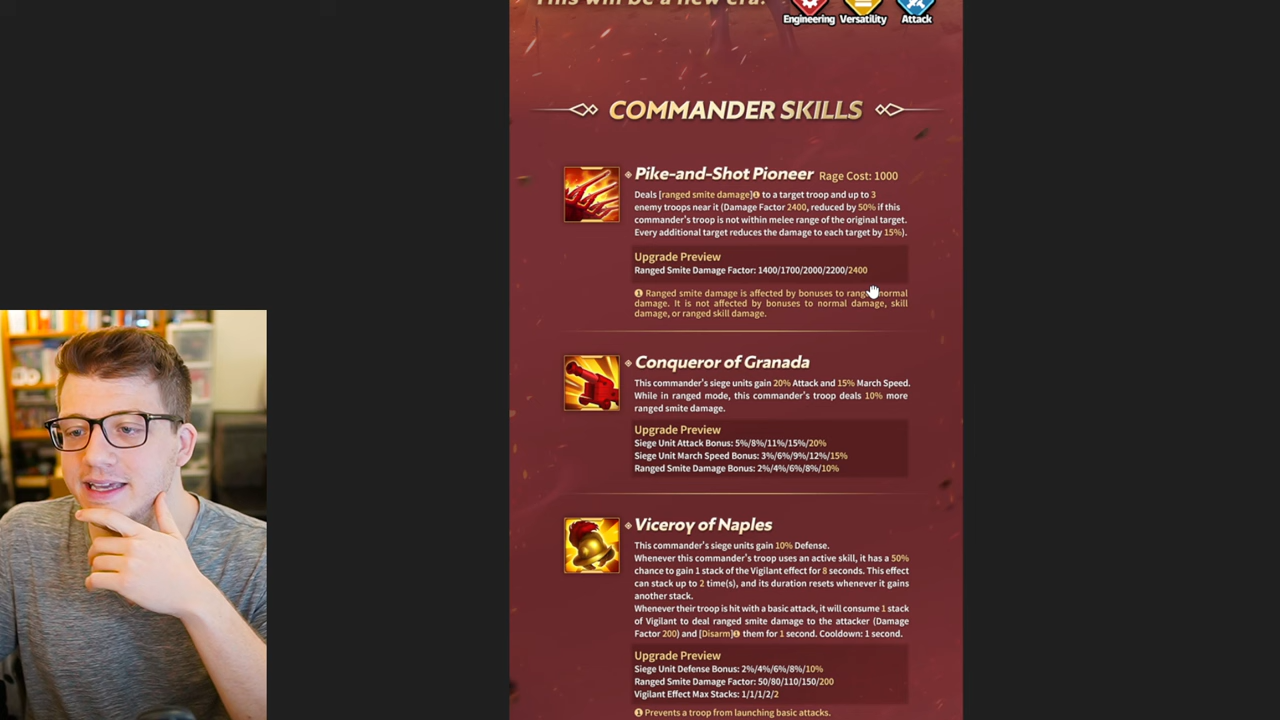 This will be a new era.
Engineering Versatility Attack
COMMANDER SKILLS
Pike-and-Shot Pioneer Rage Cost: 1000
Deals [ranged smite damage]❶ to a target troop and up to 3
enemy troops near it (Damage Factor 2400, reduced by 50% if this
commander's troop is not within melee range of the original target.
Every additional target reduces the damage to each target by 15%).
Upgrade Preview
Ranged Smite Damage Factor: 1400/1700/2000/2200/2400
❶ Ranged smite damage is affected by bonuses to ranged normal
damage. It is not affected by bonuses to normal damage, skill
damage, or ranged skill damage.
Conqueror of Granada
This commander's siege units gain 20% Attack and 15% March Speed.
While in ranged mode, this commander's troop deals 10% more
ranged smite damage.
Upgrade Preview
Siege Unit Attack Bonus: 5%/8%/11%/15%/20%
Siege Unit March Speed Bonus: 3%/6%/9%/12%/15%
Ranged Smite Damage Bonus: 2%/4%/6%/8%/10%
Viceroy of Naples
This commander's siege units gain 10% Defense.
Whenever this commander's troop uses an active skill, it has a 50%
chance to gain 1 stack of the Vigilant effect for 8 seconds. This effect
can stack up to 2 time(s), and its duration resets whenever it gains
another stack.
Whenever their troop is hit with a basic attack, it will consume 1 stack
of Vigilant to deal ranged smite damage to the attacker (Damage
Factor 200) and [Disarm]❶ them for 1 second. Cooldown: 1 second.
Upgrade Preview
Siege Unit Defense Bonus: 2%/4%/6%/8%/10%
Ranged Smite Damage Factor: 50/80/110/150/200
Vigilant Effect Max Stacks: 1/1/1/2/2
❶ Prevents a troop from launching basic attacks.